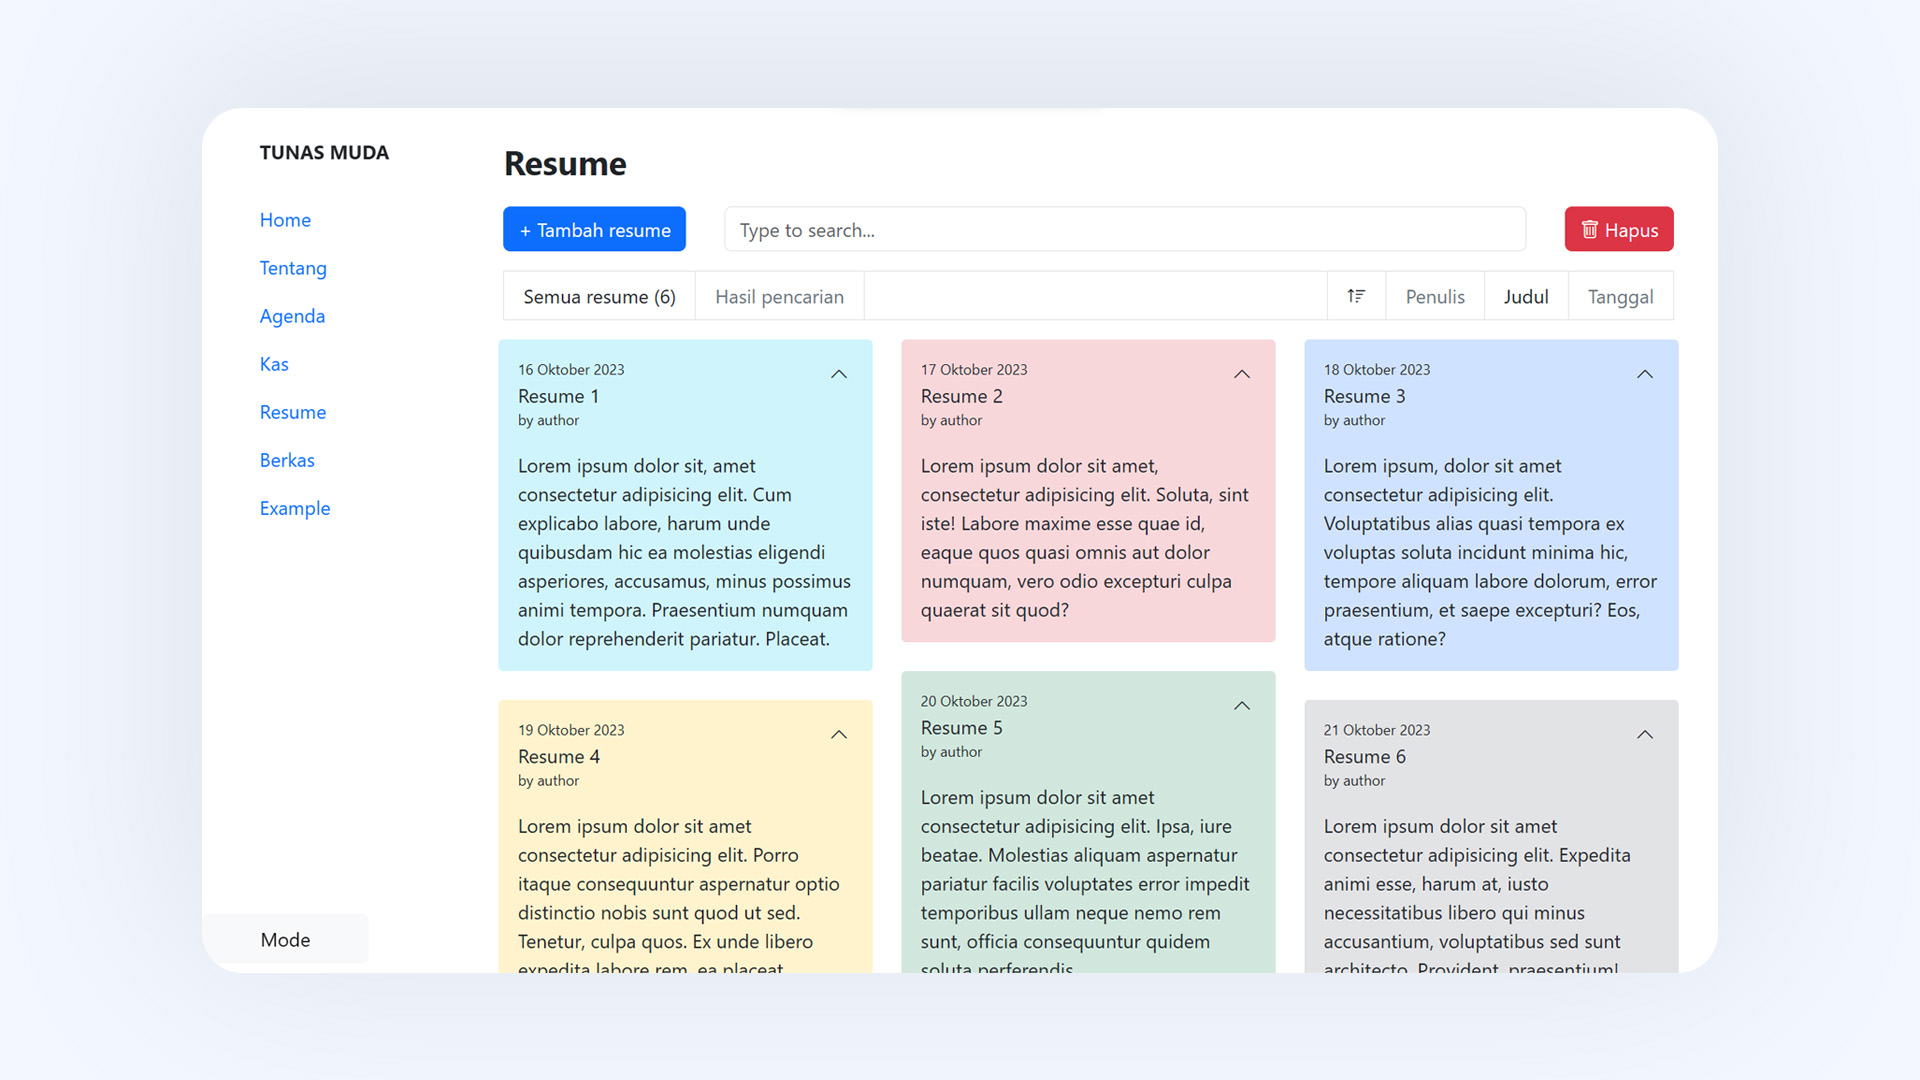 TUNAS MUDA
Home
Tentang
Agenda
Kas
Resume
Berkas
Example
Mode
Resume
+ Tambah resume
Type to search...
Hapus
Semua resume (6)
Hasil pencarian
Penulis
Judul
Tanggal
16 Oktober 2023
Resume 1
by author
Lorem ipsum dolor sit, amet
consectetur adipisicing elit. Cum
explicabo labore, harum unde
quibusdam hic ea molestias eligendi
asperiores, accusamus, minus possimus
animi tempora. Praesentium numquam
dolor reprehenderit pariatur. Placeat.
17 Oktober 2023
Resume 2
by author
Lorem ipsum dolor sit amet,
consectetur adipisicing elit. Soluta, sint
iste! Labore maxime esse quae id,
eaque quos quasi omnis aut dolor
numquam, vero odio excepturi culpa
quaerat sit quod?
18 Oktober 2023
Resume 3
by author
Lorem ipsum, dolor sit amet
consectetur adipisicing elit.
Voluptatibus alias quasi tempora ex
voluptas soluta incidunt minima hic,
tempore aliquam labore dolorum, error
praesentium, et saepe excepturi? Eos,
atque ratione?
19 Oktober 2023
Resume 4
by author
Lorem ipsum dolor sit amet
consectetur adipisicing elit. Porro
itaque consequuntur aspernatur optio
distinctio nobis sunt quod ut sed.
Tenetur, culpa quos. Ex unde libero
expedita labore rem, ea placeat
20 Oktober 2023
Resume 5
by author
Lorem ipsum dolor sit amet
consectetur adipisicing elit. Ipsa, iure
beatae. Molestias aliquam aspernatur
pariatur facilis voluptates error impedit
temporibus ullam neque nemo rem
sunt, officia consequuntur quidem
soluta perferendis
21 Oktober 2023
Resume 6
by author
Lorem ipsum dolor sit amet
consectetur adipisicing elit. Expedita
animi esse, harum at, iusto
necessitatibus libero qui minus
accusantium, voluptatibus sed sunt
architecto. Provident, praesentium!